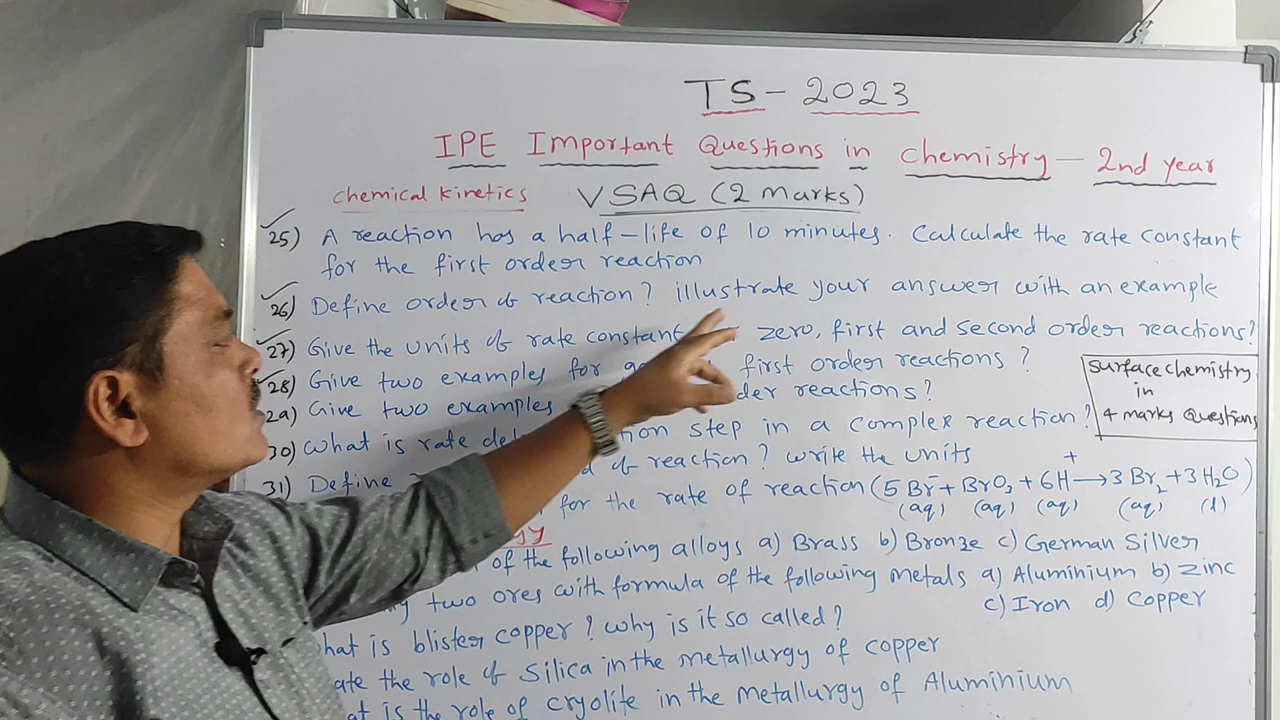 TS - 2023
IPE Important Questions in chemistry - 2nd year
chemical kinetics VSAQ (2 Marks)
25) A reaction has a half-life of 10 minutes. Calculate the rate constant
for the first order reaction
26) Define order of reaction? illustrate your answer with an example
27) Give the units of rate constant zero, first and second order reactions?
28) Give two examples for first order reactions?
29) Give two examples der reactions?
30) What is rate de tion step in a complex reaction?
surface chemistry
in
4 marks Questions
31) Define d of reaction? write the units
for the rate of reaction (5 Br⁻ + BrO₃ + 6H⁺ → 3 Br₂ + 3 H₂O)
(aq) (aq) (aq) (aq) (l)
gy
of the following alloys a) Brass b) Bronze c) German Silver
two ores with formula of the following metals a) Aluminium b) Zinc
c) Iron d) Copper
hat is blister copper? why is it so called?
ate the role of Silica in the metallurgy of copper
at is the role of cryolite in the metallurgy of Aluminium